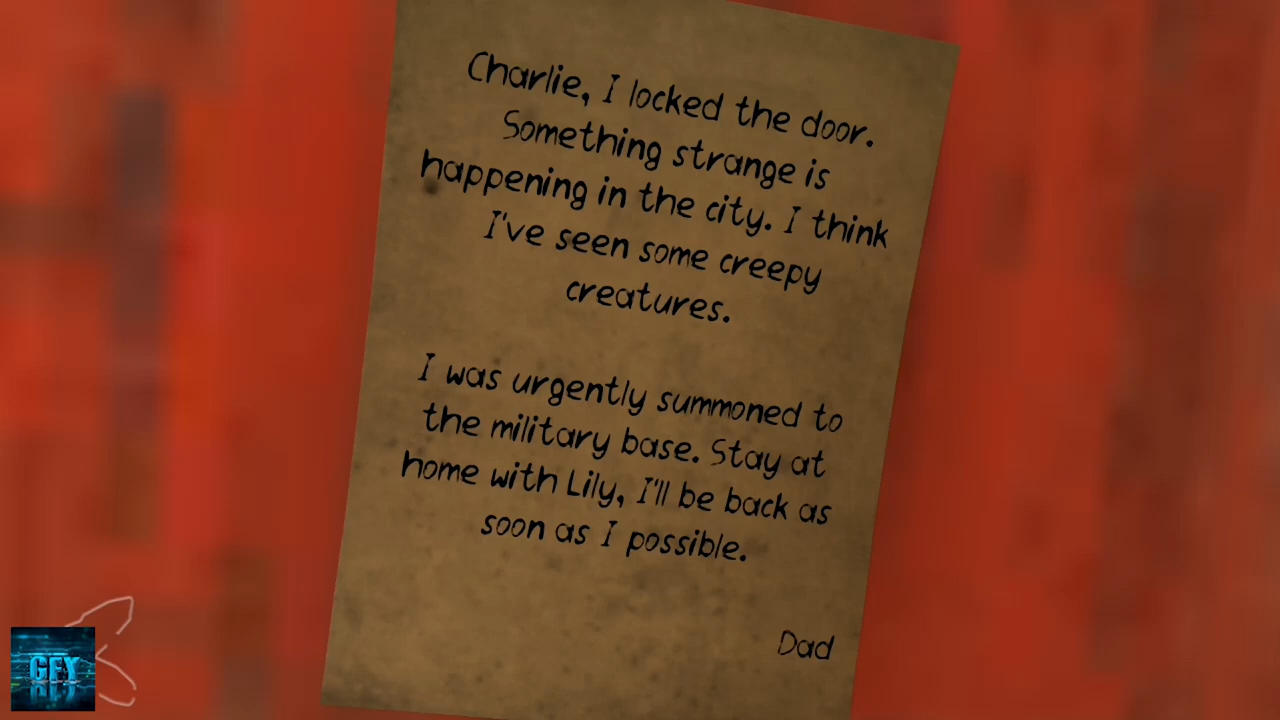 Charlie, I locked the door.
Something strange is
happening in the city. I think
I've seen some creepy
creatures.
I was urgently summoned to
the military base. Stay at
home with Lily, I'll be back as
soon as I possible.
Dad
GFX